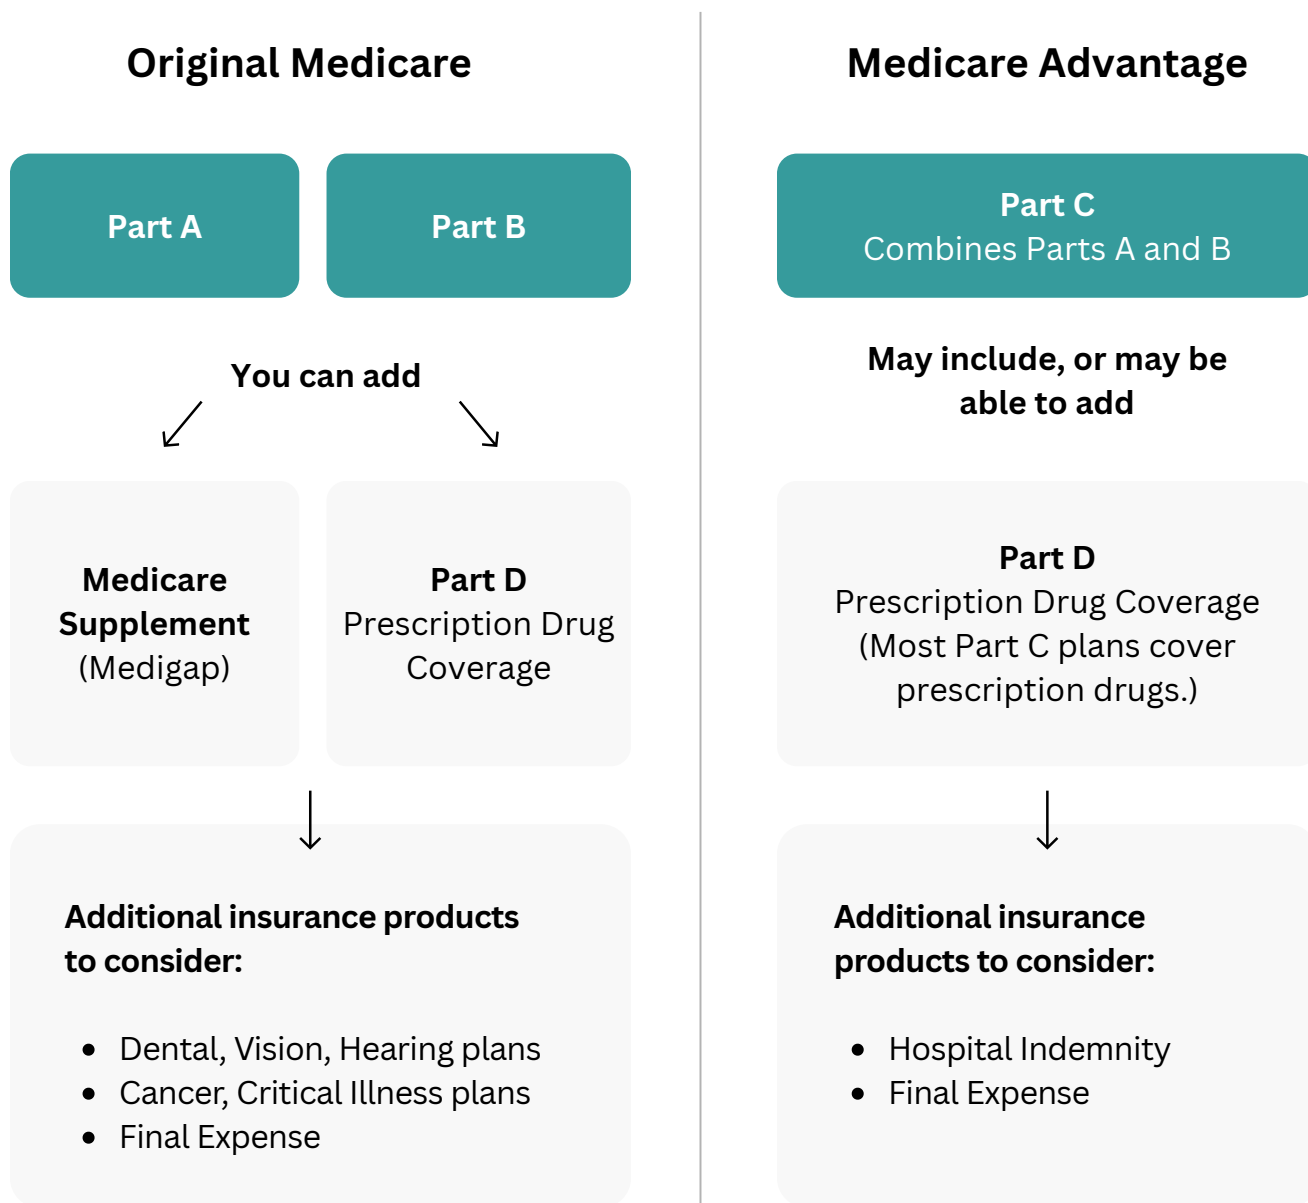 Original Medicare
Part A
Part B
You can add
Medicare
Supplement
(Medigap)
Part D
Prescription Drug
Coverage
Additional insurance products
to consider:
• Dental, Vision, Hearing plans
• Cancer, Critical Illness plans
• Final Expense
Medicare Advantage
Part C
Combines Parts A and B
May include, or may be
able to add
Part D
Prescription Drug Coverage
(Most Part C plans cover
prescription drugs.)
Additional insurance
products to consider:
• Hospital Indemnity
• Final Expense